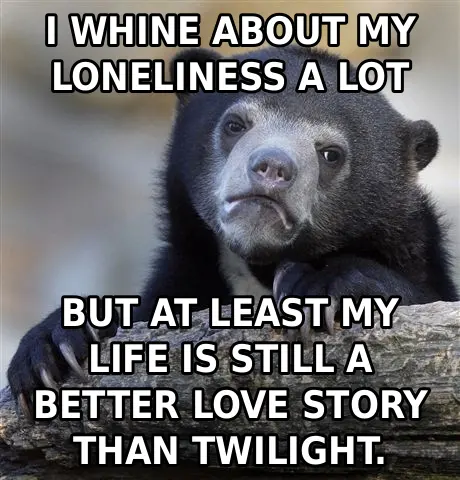 I WHINE ABOUT MY
LONELINESS A LOT
BUT AT LEAST MY
LIFE IS STILL A
BETTER LOVE STORY
THAN TWILIGHT.